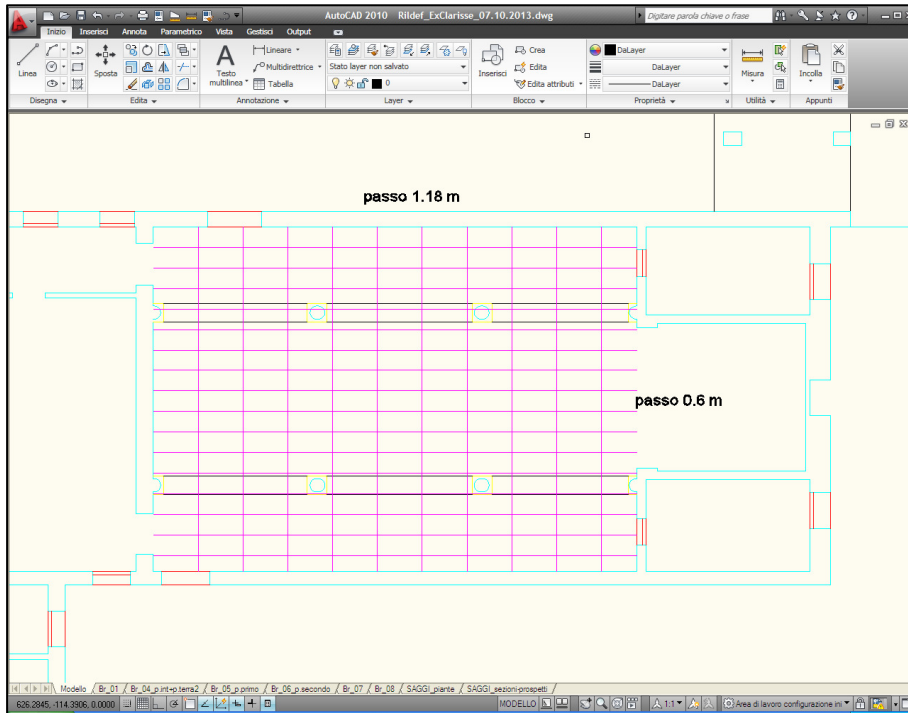 AutoCAD 2010 Rildef_ExClarisse_07.10.2013.dwg
Digitare parola chiave o frase
Inizio Inserisci Annota Parametrico Vista Gestisci Output
Linea
Sposta
A
Testo multilinea
Lineare
Multidirettrice
Tabella
Stato layer non salvato
0
Inserisci
Crea
Edita
Edita attributi
DaLayer
DaLayer
DaLayer
Misura
Incolla
Disegna Edita Annotazione Layer Blocco Proprietà Utilità Appunti
passo 1.18 m
passo 0.6 m
Modello / Br_01 / Br_04_p.int+p.terra2 / Br_05_p.primo / Br_06_p.secondo / Br_07 / Br_08 / SAGGI_piante / SAGGI_sezioni-prospetti /
626.2845, -114.3906, 0.0000 MODELLO 1:1 Area di lavoro configurazione ini